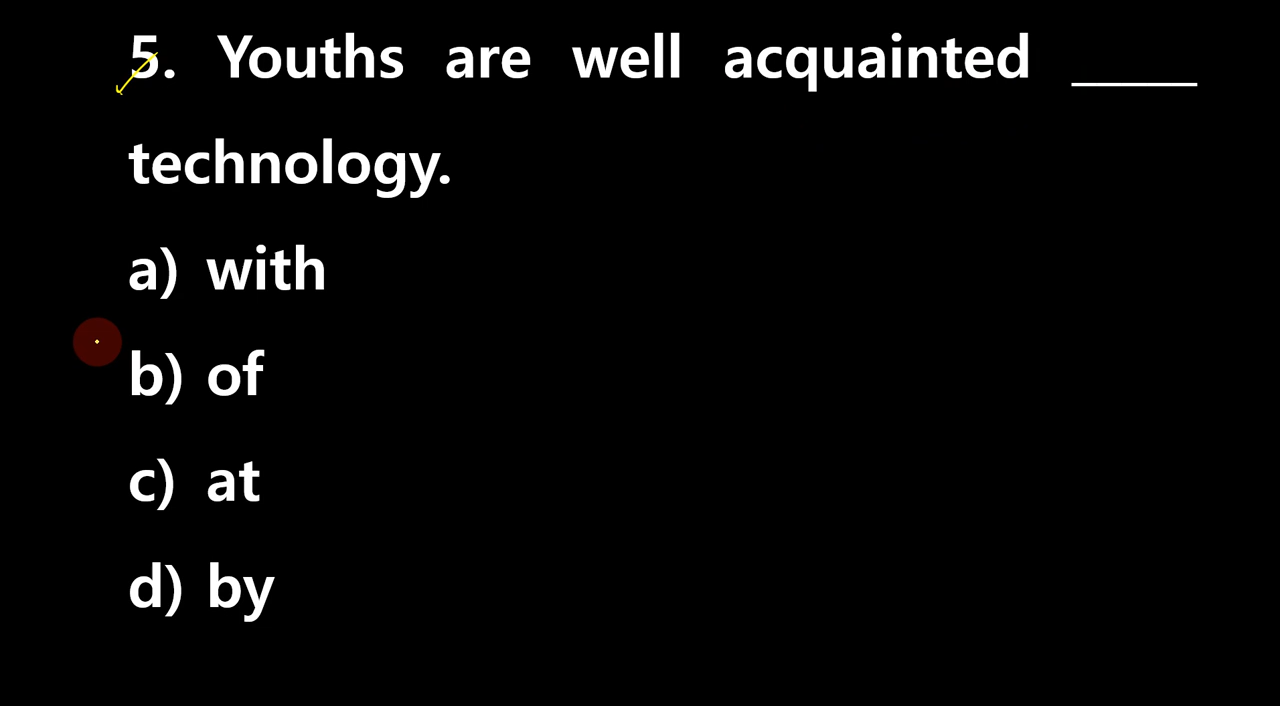 5. Youths are well acquainted _____
technology.
a) with
b) of
c) at
d) by